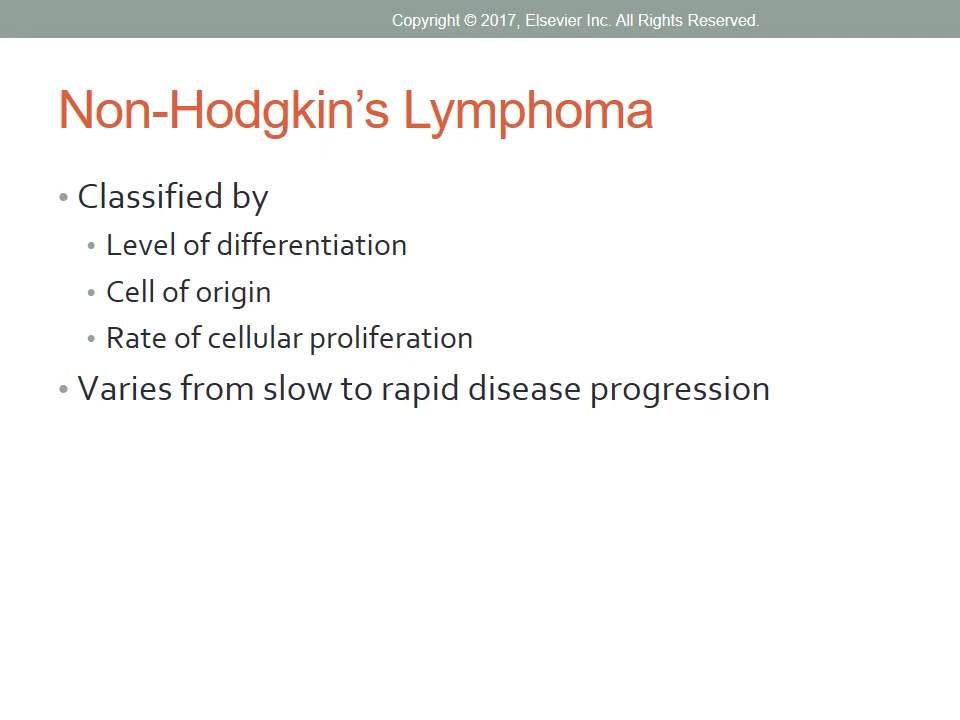 Copyright © 2017, Elsevier Inc. All Rights Reserved.
Non-Hodgkin’s Lymphoma
• Classified by
• Level of differentiation
• Cell of origin
• Rate of cellular proliferation
• Varies from slow to rapid disease progression